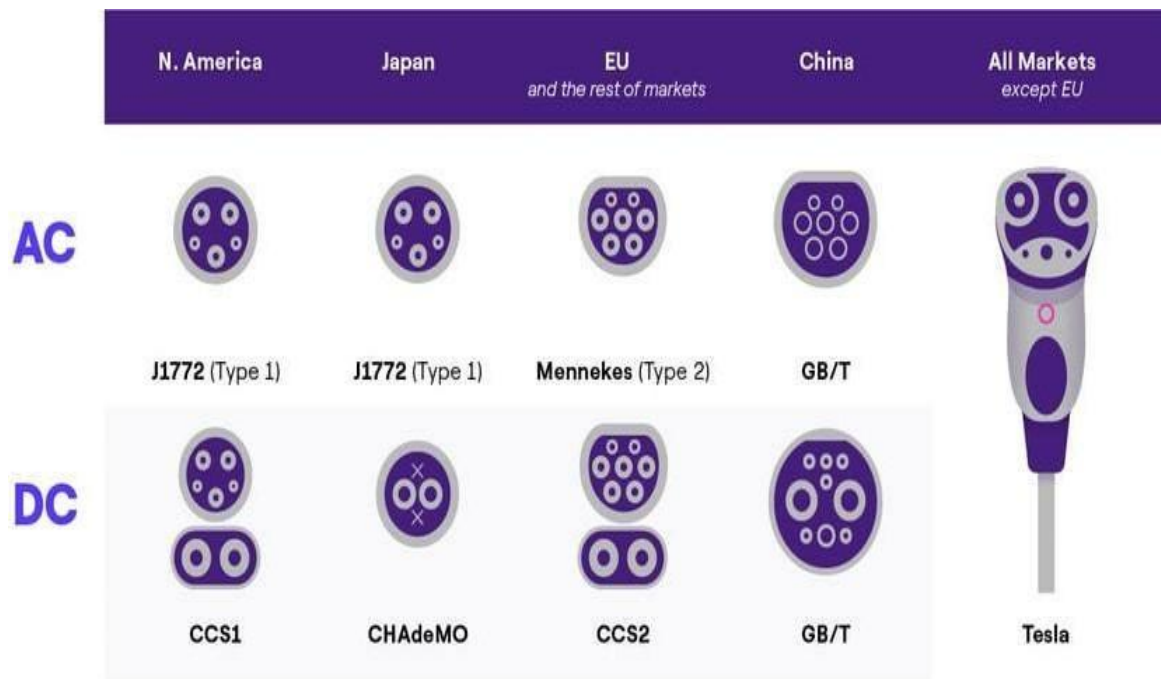 N. America
Japan
EU
and the rest of markets
China
All Markets
except EU
AC
J1772 (Type 1)
J1772 (Type 1)
Mennekes (Type 2)
GB/T
DC
CCS1
CHAdeMO
CCS2
GB/T
Tesla